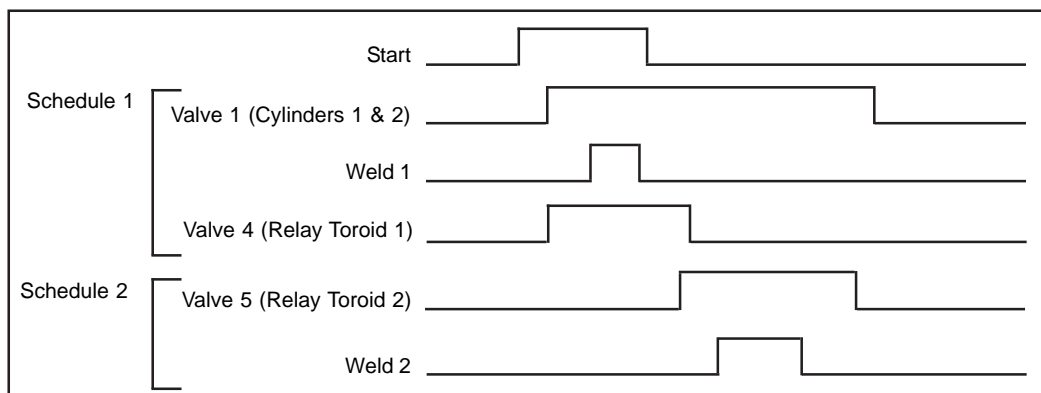 Start
Schedule 1
Valve 1 (Cylinders 1 & 2)
Weld 1
Valve 4 (Relay Toroid 1)
Schedule 2
Valve 5 (Relay Toroid 2)
Weld 2